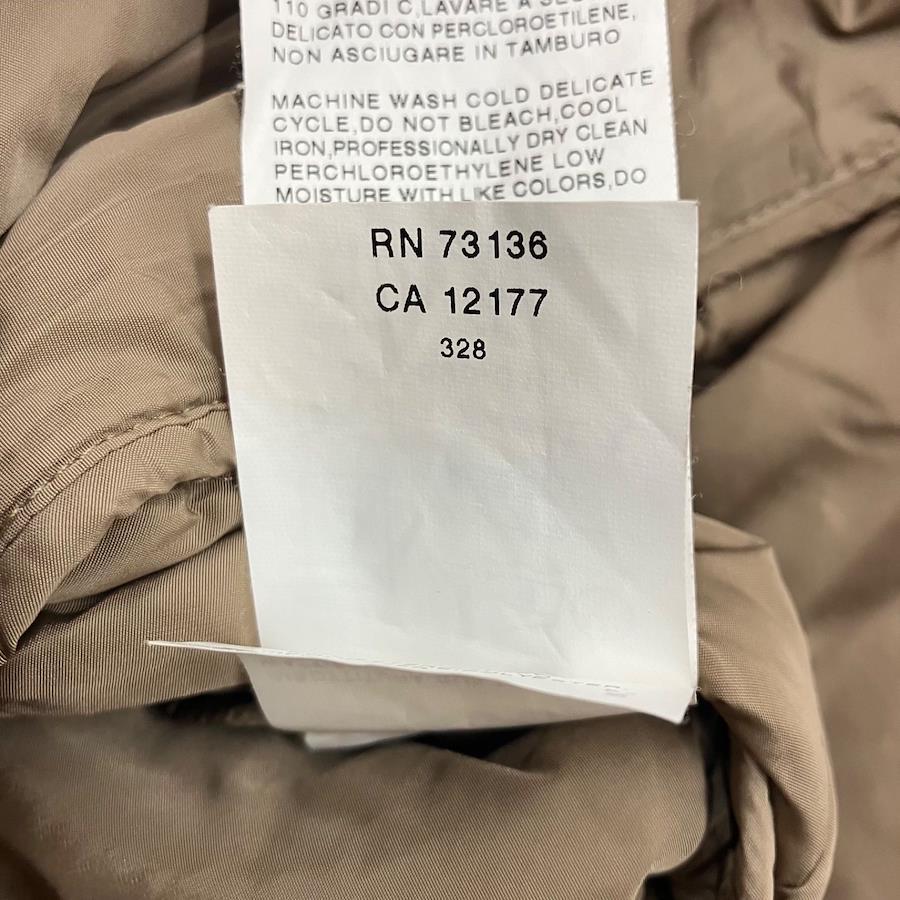 110 GRADI C,LAVARE A
DELICATO CON PERCLOROETILENE,
NON ASCIUGARE IN TAMBURO
MACHINE WASH COLD DELICATE
CYCLE,DO NOT BLEACH,COOL
IRON,PROFESSIONALLY DRY CLEAN
PERCHLOROETHYLENE LOW
MOISTURE WITH LIKE COLORS,DO
RN 73136
CA 12177
328